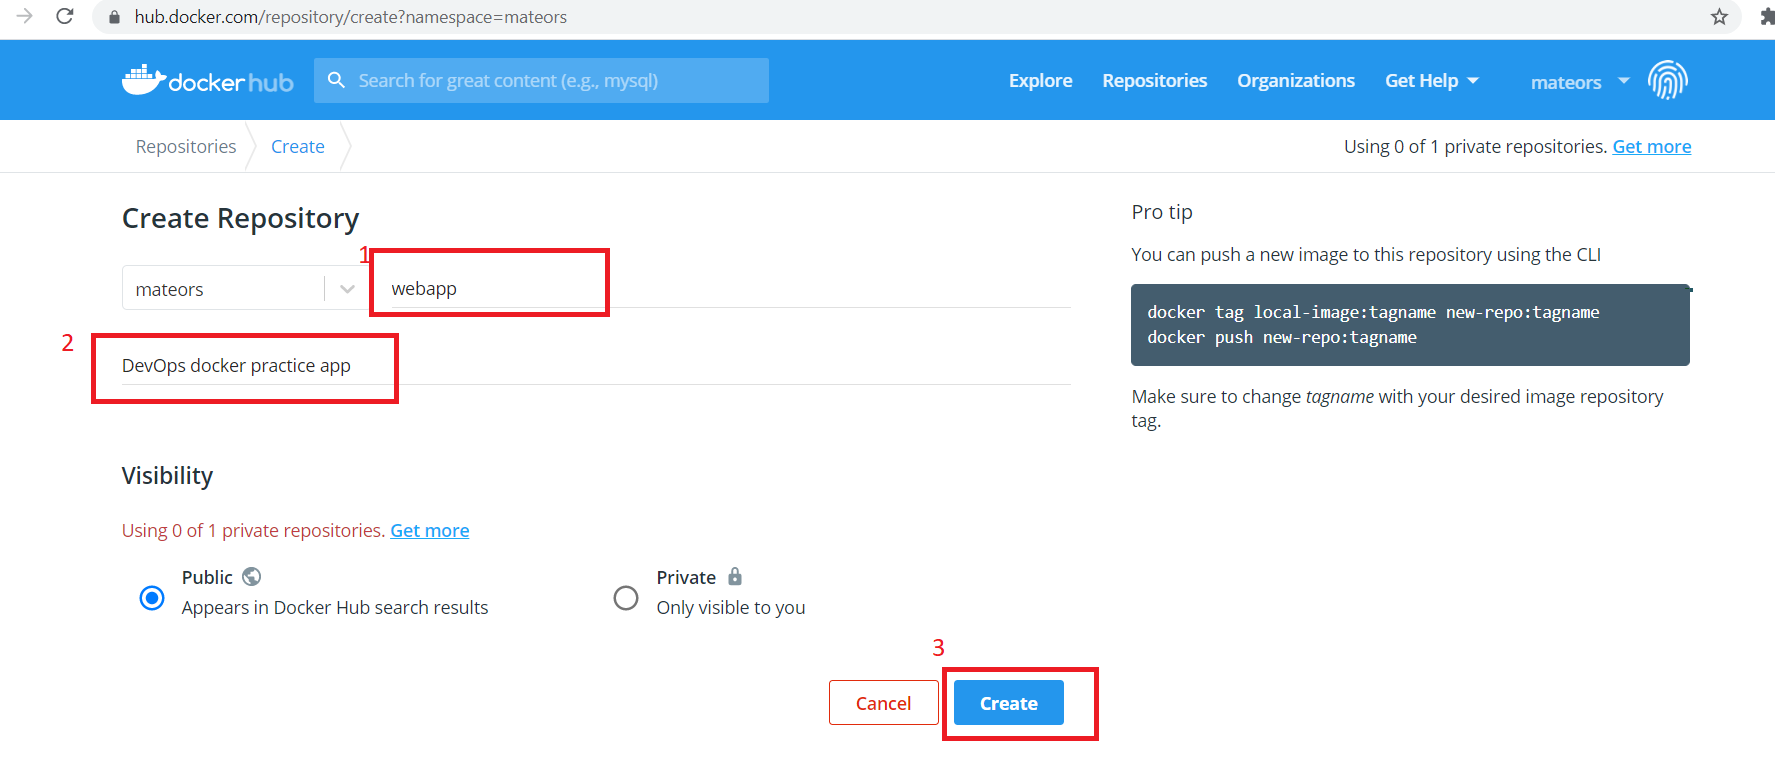 hub.docker.com/repository/create?namespace=mateors
docker hub
Search for great content (e.g., mysql)
Explore
Repositories
Organizations
Get Help
mateors
Repositories
Create
Using 0 of 1 private repositories. Get more
Create Repository
1
mateors
webapp
2
DevOps docker practice app
Pro tip
You can push a new image to this repository using the CLI
docker tag local-image:tagname new-repo:tagname
docker push new-repo:tagname
Make sure to change tagname with your desired image repository
tag.
Visibility
Using 0 of 1 private repositories. Get more
Public
Appears in Docker Hub search results
Private
Only visible to you
3
Cancel
Create